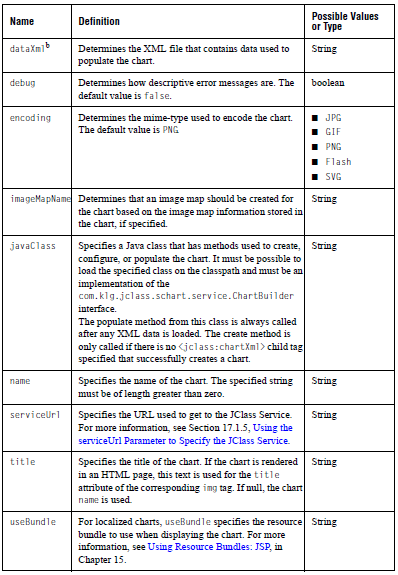 Name
Definition
Possible Values
or Type
dataXmlb
Determines the XML file that contains data used to
populate the chart.
String
debug
Determines how descriptive error messages are. The
default value is false.
boolean
encoding
Determines the mime-type used to encode the chart.
The default value is PNG.
■ JPG
■ GIF
■ PNG
■ Flash
■ SVG
imageMapName
Determines that an image map should be created for
the chart based on the image map information stored in
the chart, if specified.
String
javaClass
Specifies a Java class that has methods used to create,
configure, or populate the chart. It must be possible to
load the specified class on the classpath and must be an
implementation of the
com.klg.jclass.schart.service.ChartBuilder
interface.
The populate method from this class is always called
after any XML data is loaded. The create method is
only called if there is no <jclass:chartXml> child tag
specified that successfully creates a chart.
String
name
Specifies the name of the chart. The specified string
must be of length greater than zero.
String
serviceUrl
Specifies the URL used to get to the JClass Service.
For more information, see Section 17.1.5, Using the
serviceUrl Parameter to Specify the JClass Service.
String
title
Specifies the title of the chart. If the chart is rendered
in an HTML page, this text is used for the title
attribute of the corresponding img tag. If null, the chart
name is used.
String
useBundle
For localized charts, useBundle specifies the resource
bundle to use when displaying the chart. For more
information, see Using Resource Bundles: JSP, in
Chapter 15.
String